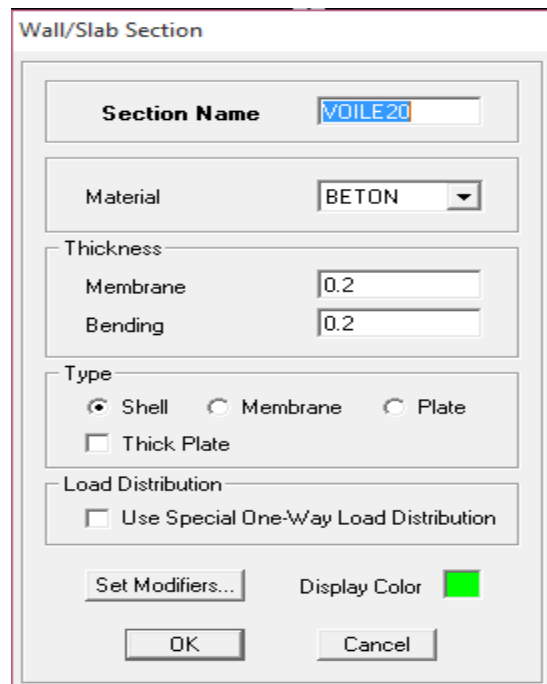 Wall/Slab Section
Section Name VOILE20
Material BETON
Thickness
Membrane 0.2
Bending 0.2
Type
Shell Membrane Plate
Thick Plate
Load Distribution
Use Special One-Way Load Distribution
Set Modifiers... Display Color
OK Cancel